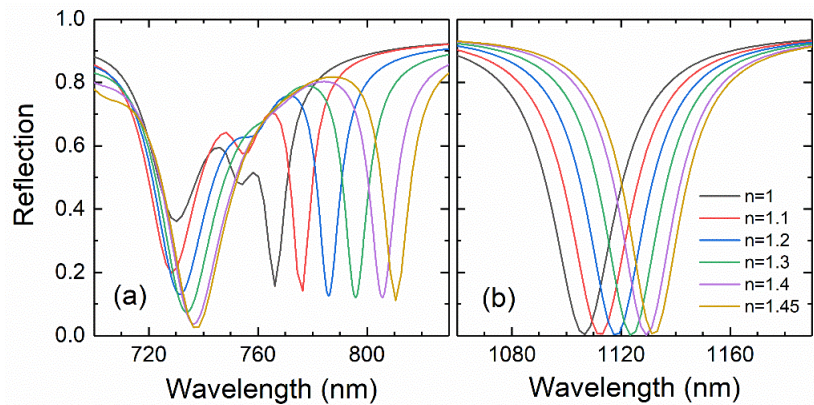 1.0
0.8
0.6
0.4
0.2
0.0
Reflection
(a)
720
760
800
Wavelength (nm)
(b)
n=1
n=1.1
n=1.2
n=1.3
n=1.4
n=1.45
1080
1120
1160
Wavelength (nm)